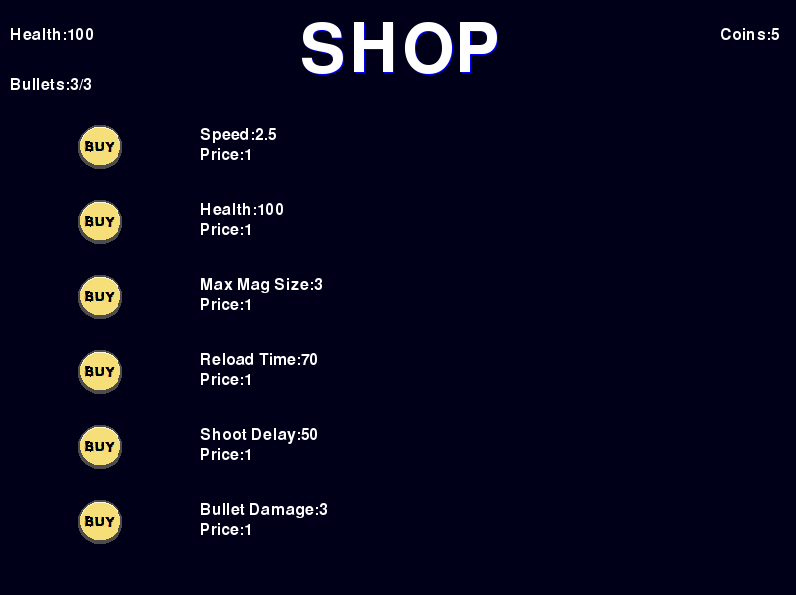 Health:100
SHOP
Coins:5
Bullets:3/3
BUY
Speed:2.5
Price:1
BUY
Health:100
Price:1
BUY
Max Mag Size:3
Price:1
BUY
Reload Time:70
Price:1
BUY
Shoot Delay:50
Price:1
BUY
Bullet Damage:3
Price:1